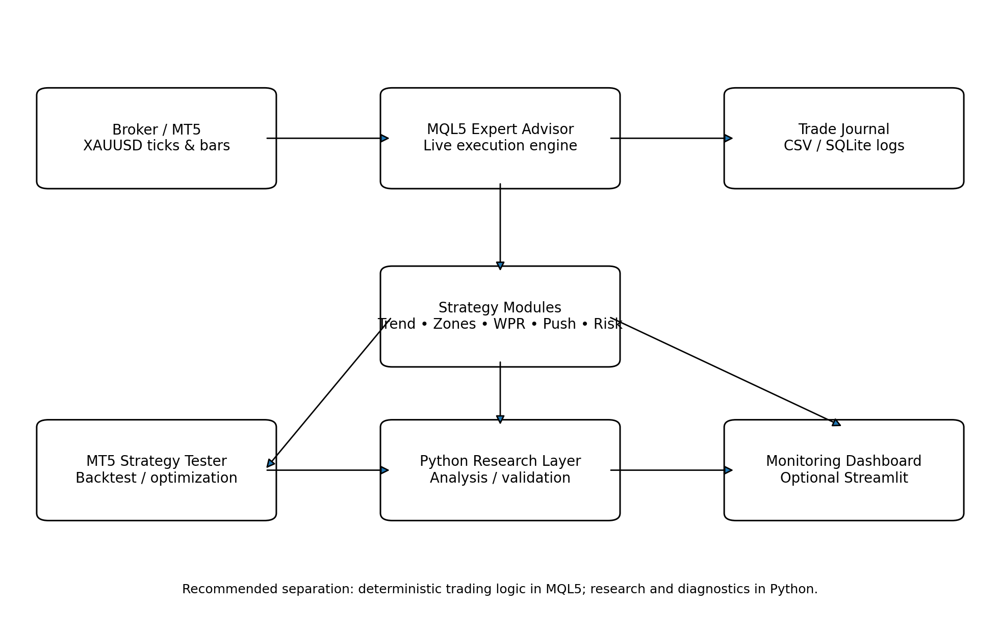 Broker / MT5
XAUUSD ticks & bars
MQL5 Expert Advisor
Live execution engine
Trade Journal
CSV / SQLite logs
Strategy Modules
Trend • Zones • WPR • Push • Risk
MT5 Strategy Tester
Backtest / optimization
Python Research Layer
Analysis / validation
Monitoring Dashboard
Optional Streamlit
Recommended separation: deterministic trading logic in MQL5; research and diagnostics in Python.